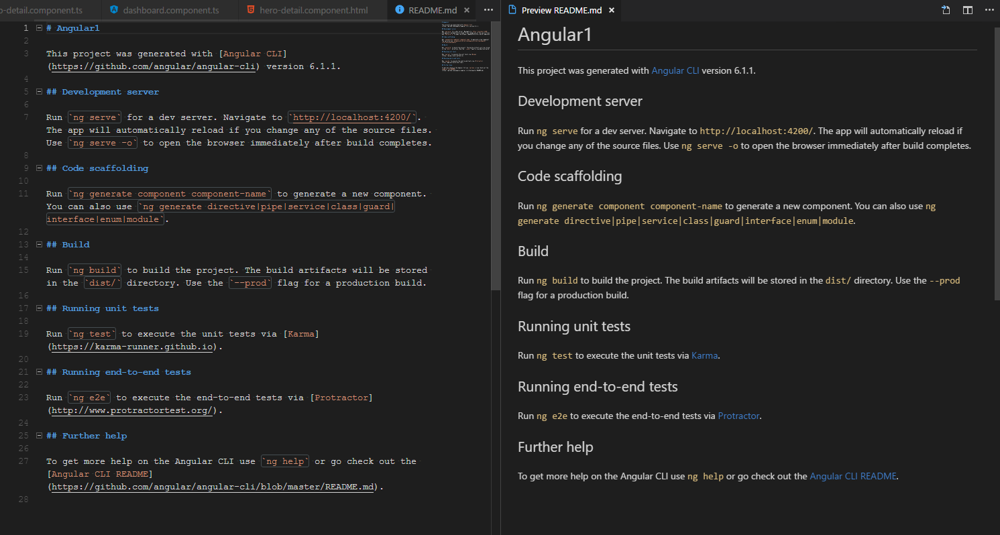 o-detail.component.ts
dashboard.component.ts
hero-detail.component.html
README.md
1 # Angular1
2
3 This project was generated with [Angular CLI]
(https://github.com/angular/angular-cli) version 6.1.1.
4
5 ## Development server
6
7 Run `ng serve` for a dev server. Navigate to `http://localhost:4200/`.
The app will automatically reload if you change any of the source files.
Use `ng serve -o` to open the browser immediately after build completes.
8
9 ## Code scaffolding
10
11 Run `ng generate component component-name` to generate a new component.
You can also use `ng generate directive|pipe|service|class|guard|
interface|enum|module`.
12
13 ## Build
14
15 Run `ng build` to build the project. The build artifacts will be stored
in the `dist/` directory. Use the `--prod` flag for a production build.
16
17 ## Running unit tests
18
19 Run `ng test` to execute the unit tests via [Karma]
(https://karma-runner.github.io).
20
21 ## Running end-to-end tests
22
23 Run `ng e2e` to execute the end-to-end tests via [Protractor]
(http://www.protractortest.org/).
24
25 ## Further help
26
27 To get more help on the Angular CLI use `ng help` or go check out the
[Angular CLI README]
(https://github.com/angular/angular-cli/blob/master/README.md).
28
Preview README.md
Angular1
This project was generated with Angular CLI version 6.1.1.
Development server
Run ng serve for a dev server. Navigate to http://localhost:4200/. The app will automatically reload if
you change any of the source files. Use ng serve -o to open the browser immediately after build completes.
Code scaffolding
Run ng generate component component-name to generate a new component. You can also use ng
generate directive|pipe|service|class|guard|interface|enum|module.
Build
Run ng build to build the project. The build artifacts will be stored in the dist/ directory. Use the --prod
flag for a production build.
Running unit tests
Run ng test to execute the unit tests via Karma.
Running end-to-end tests
Run ng e2e to execute the end-to-end tests via Protractor.
Further help
To get more help on the Angular CLI use ng help or go check out the Angular CLI README.